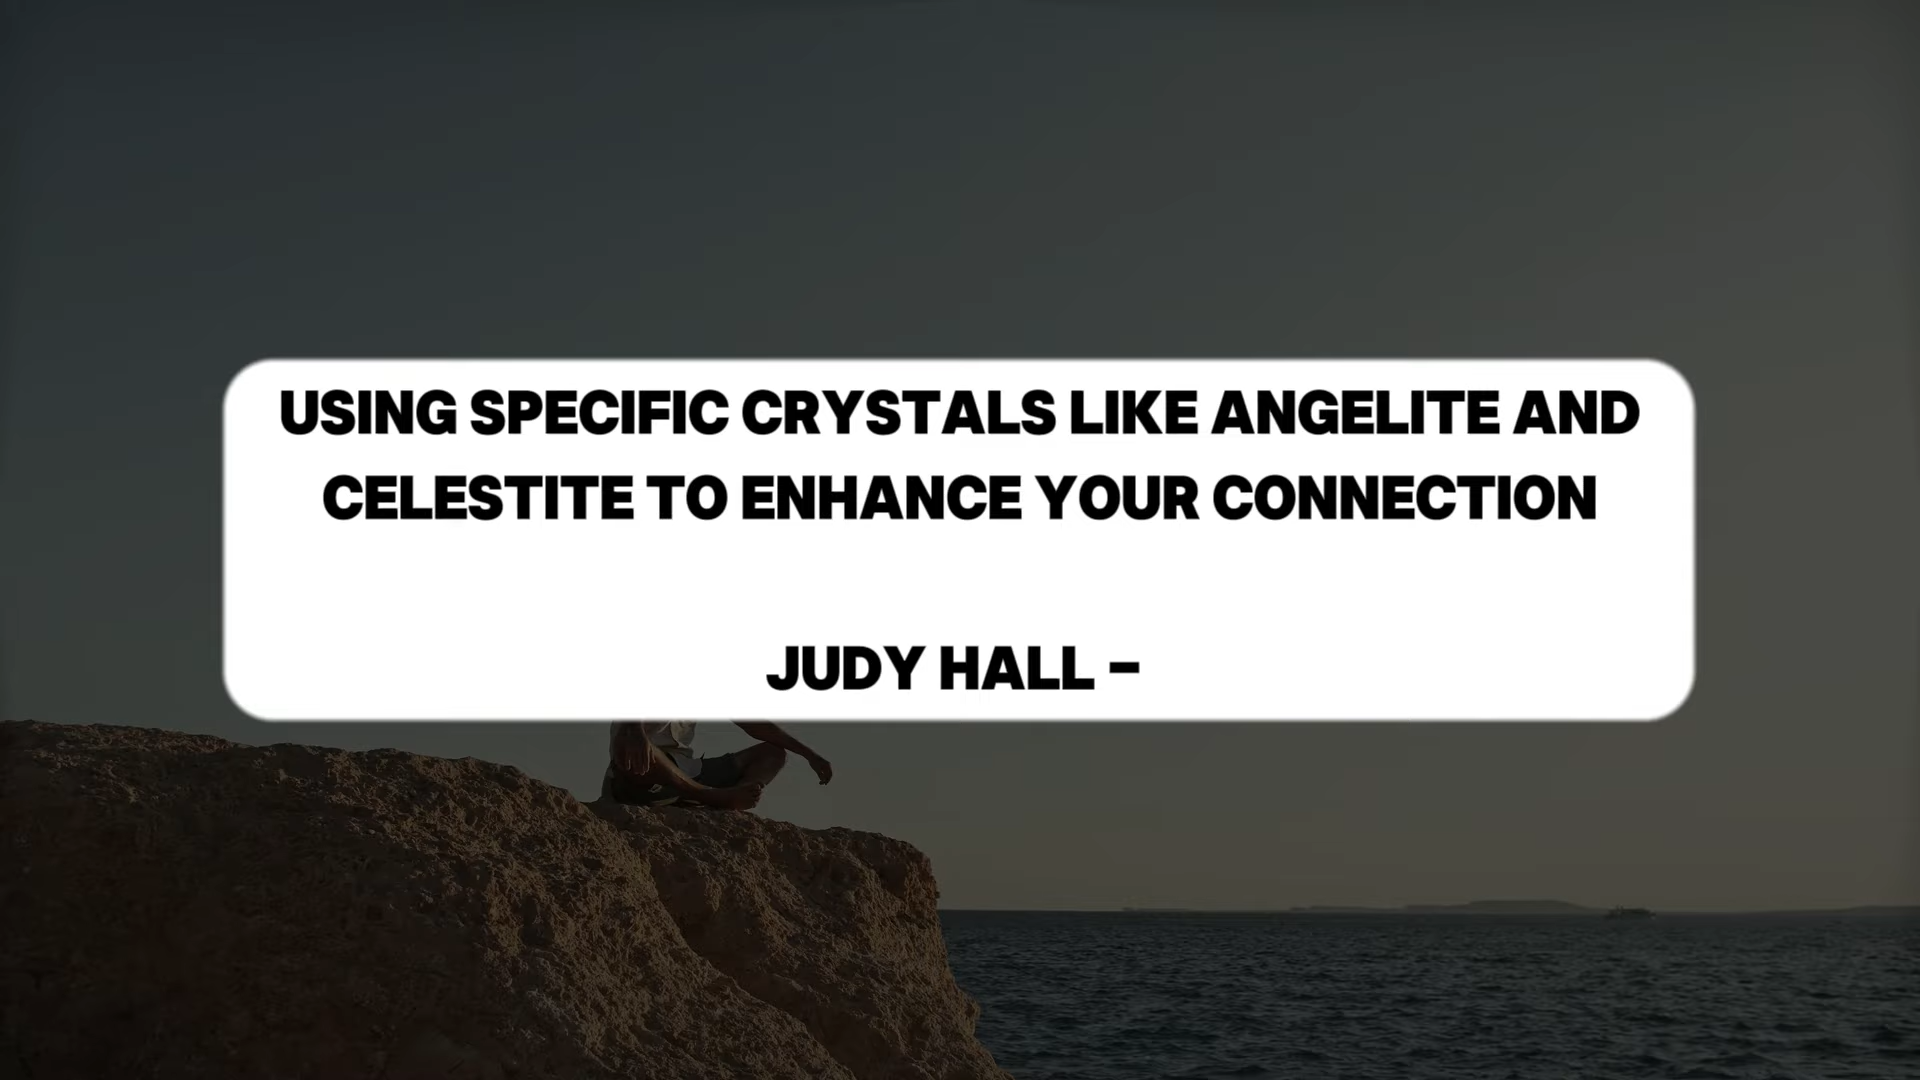 USING SPECIFIC CRYSTALS LIKE ANGELITE AND
CELESTITE TO ENHANCE YOUR CONNECTION
JUDY HALL –